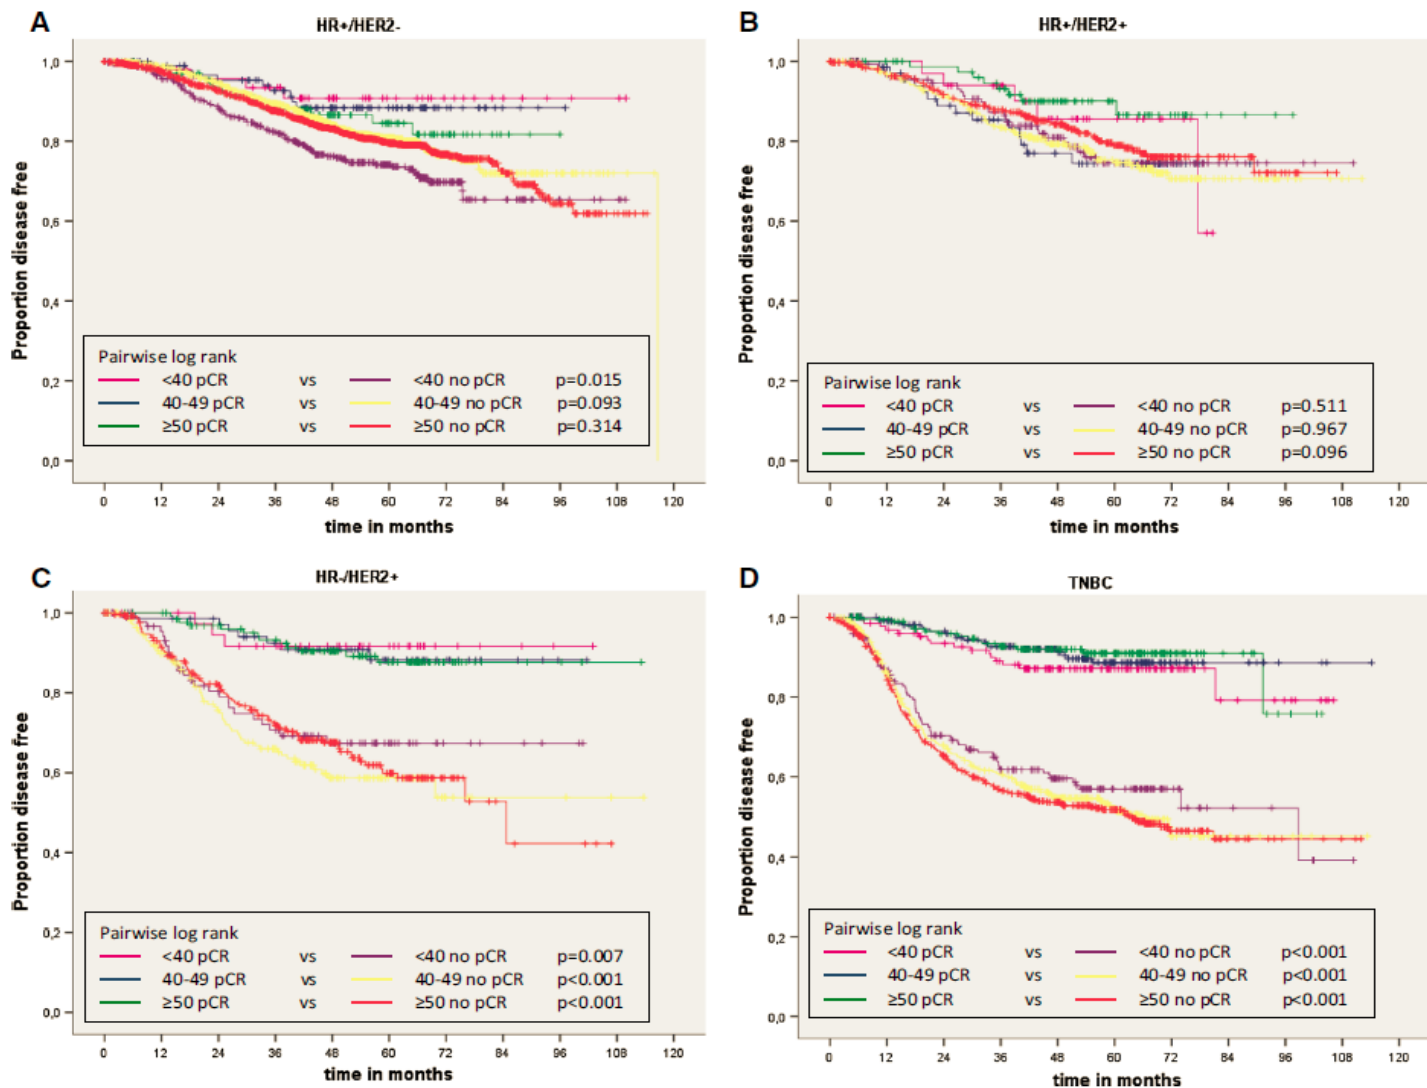 A
HR+/HER2-
Proportion disease free
1,0
0,8
0,6
0,4
0,2
0,0
Pairwise log rank
<40 pCR vs <40 no pCR p=0.015
40-49 pCR vs 40-49 no pCR p=0.093
≥50 pCR vs ≥50 no pCR p=0.314
0 12 24 36 48 60 72 84 96 108 120
time in months
B
HR+/HER2+
Proportion disease free
1,0
0,8
0,6
0,4
0,2
0,0
Pairwise log rank
<40 pCR vs <40 no pCR p=0.511
40-49 pCR vs 40-49 no pCR p=0.967
≥50 pCR vs ≥50 no pCR p=0.096
0 12 24 36 48 60 72 84 96 108 120
time in months
C
HR-/HER2+
Proportion disease free
1,0
0,8
0,6
0,4
0,2
0,0
Pairwise log rank
<40 pCR vs <40 no pCR p=0.007
40-49 pCR vs 40-49 no pCR p<0.001
≥50 pCR vs ≥50 no pCR p<0.001
0 12 24 36 48 60 72 84 96 108 120
time in months
D
TNBC
Proportion disease free
1,0
0,8
0,6
0,4
0,2
0,0
Pairwise log rank
<40 pCR vs <40 no pCR p<0.001
40-49 pCR vs 40-49 no pCR p<0.001
≥50 pCR vs ≥50 no pCR p<0.001
0 12 24 36 48 60 72 84 96 108 120
time in months